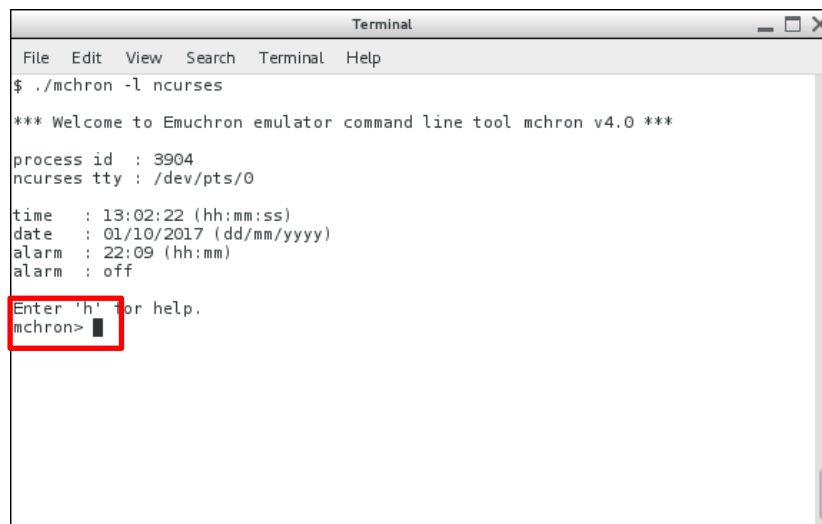 Terminal
File Edit View Search Terminal Help
$ ./mchron -l ncurses
*** Welcome to Emuchron emulator command line tool mchron v4.0 ***
process id  : 3904
ncurses tty : /dev/pts/0
time   : 13:02:22 (hh:mm:ss)
date   : 01/10/2017 (dd/mm/yyyy)
alarm  : 22:09 (hh:mm)
alarm  : off
Enter 'h' for help.
mchron>